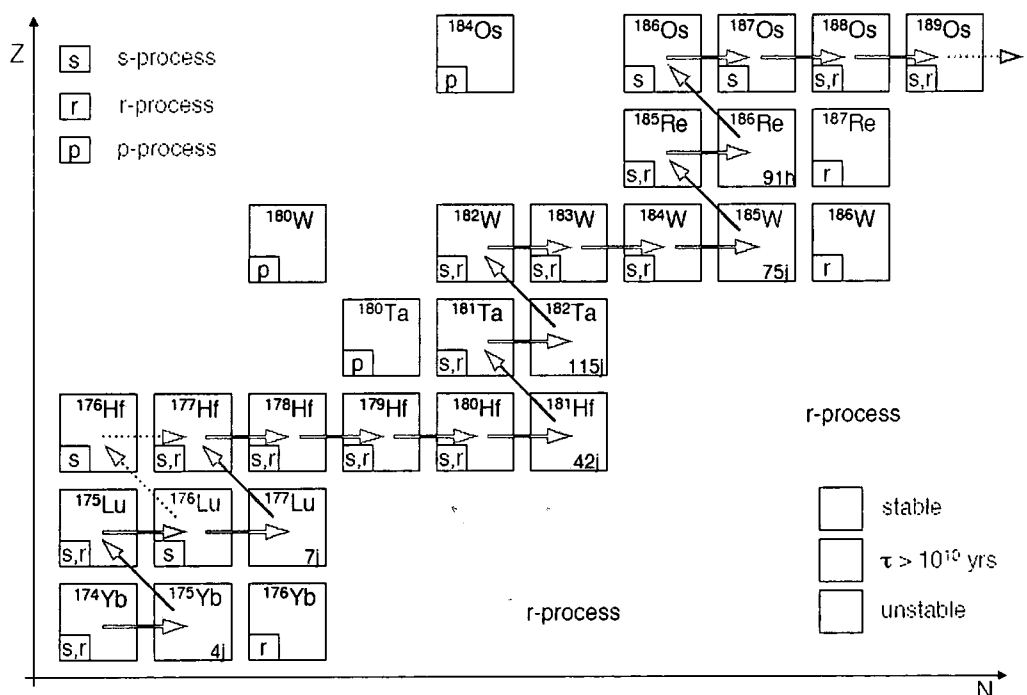 Z
s s-process
r r-process
p p-process
¹⁸⁴Os ¹⁸⁶Os ¹⁸⁷Os ¹⁸⁸Os ¹⁸⁹Os
p s s s,r s,r
¹⁸⁵Re ¹⁸⁶Re ¹⁸⁷Re
s,r 91h r
¹⁸⁰W ¹⁸²W ¹⁸³W ¹⁸⁴W ¹⁸⁵W ¹⁸⁶W
p s,r s,r s,r 75j r
¹⁸⁰Ta ¹⁸¹Ta ¹⁸²Ta
p s,r 115j
¹⁷⁶Hf ¹⁷⁷Hf ¹⁷⁸Hf ¹⁷⁹Hf ¹⁸⁰Hf ¹⁸¹Hf
s s,r s,r s,r s,r 42j
r-process
¹⁷⁵Lu ¹⁷⁶Lu ¹⁷⁷Lu
s,r s 7j
¹⁷⁴Yb ¹⁷⁵Yb ¹⁷⁶Yb
s,r 4j r
r-process
stable
τ > 10¹⁰ yrs
unstable
N